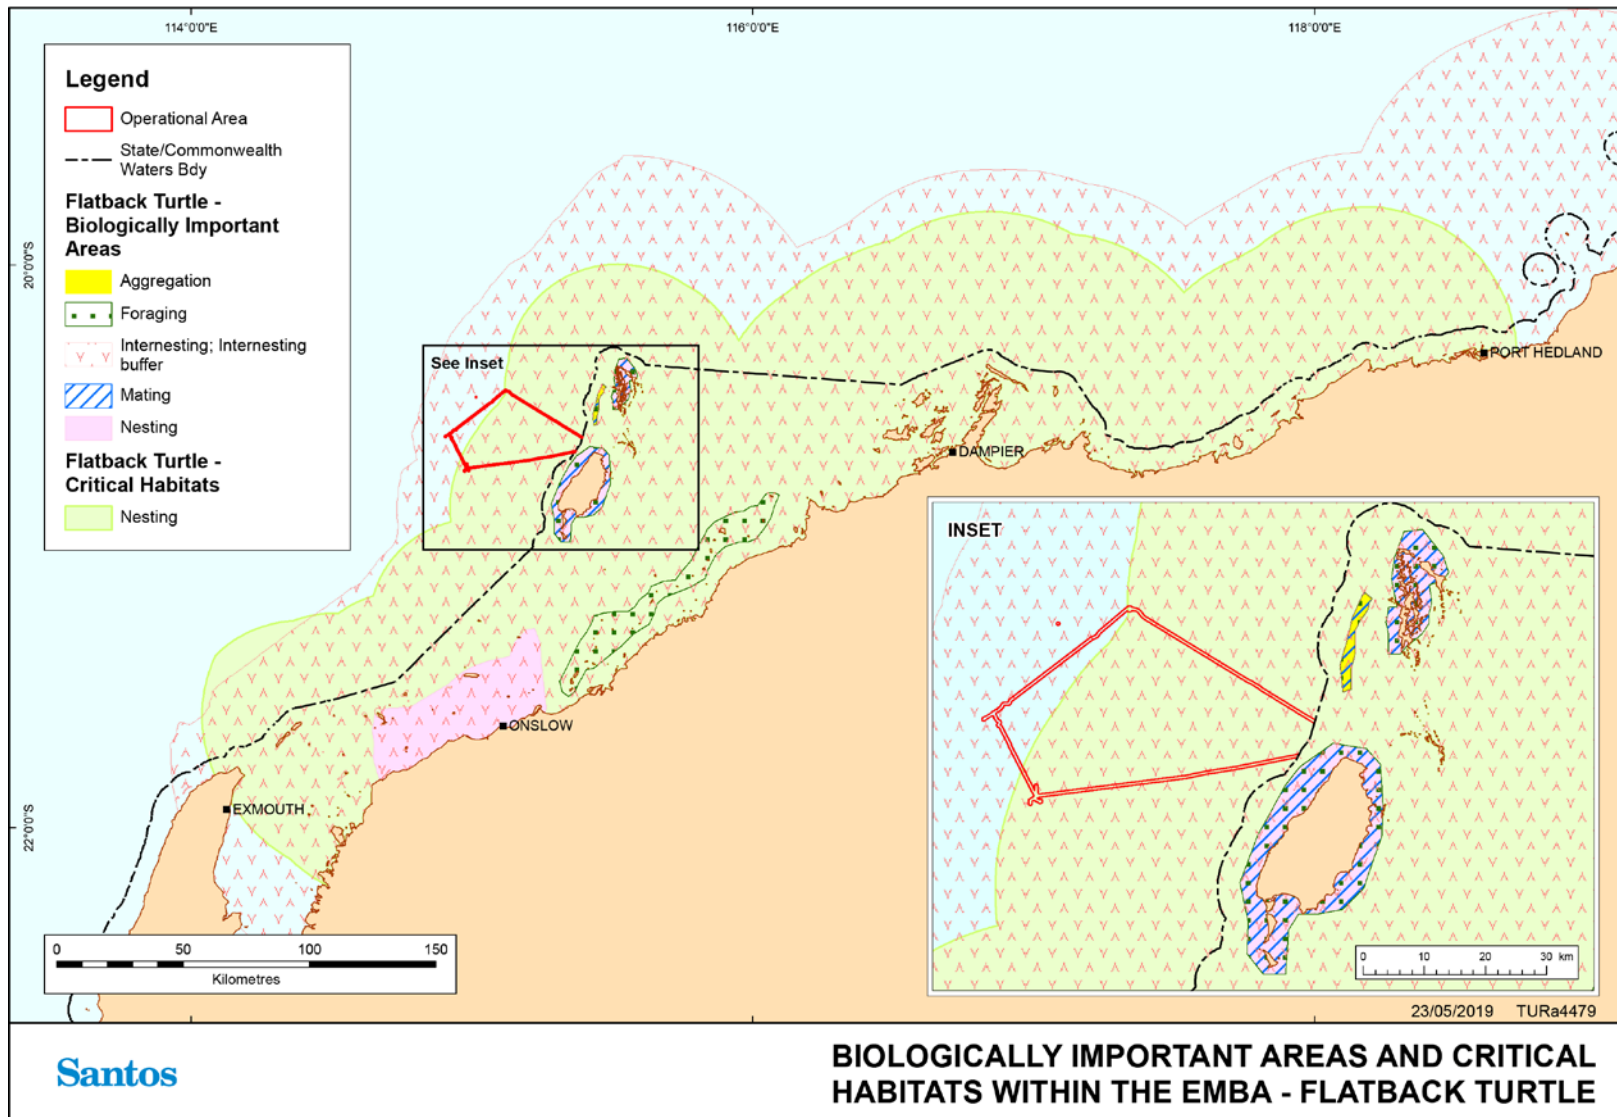 114°0'0"E
116°0'0"E
118°0'0"E
20°0'0"S
22°0'0"S
Legend
Operational Area
State/Commonwealth
Waters Bdy
Flatback Turtle -
Biologically Important
Areas
Aggregation
Foraging
Internesting; Internesting
buffer
Mating
Nesting
Flatback Turtle -
Critical Habitats
Nesting
See Inset
PORT HEDLAND
DAMPIER
ONSLOW
EXMOUTH
INSET
0 10 20 30 km
0 50 100 150
Kilometres
23/05/2019 TURa4479
Santos
BIOLOGICALLY IMPORTANT AREAS AND CRITICAL
HABITATS WITHIN THE EMBA - FLATBACK TURTLE